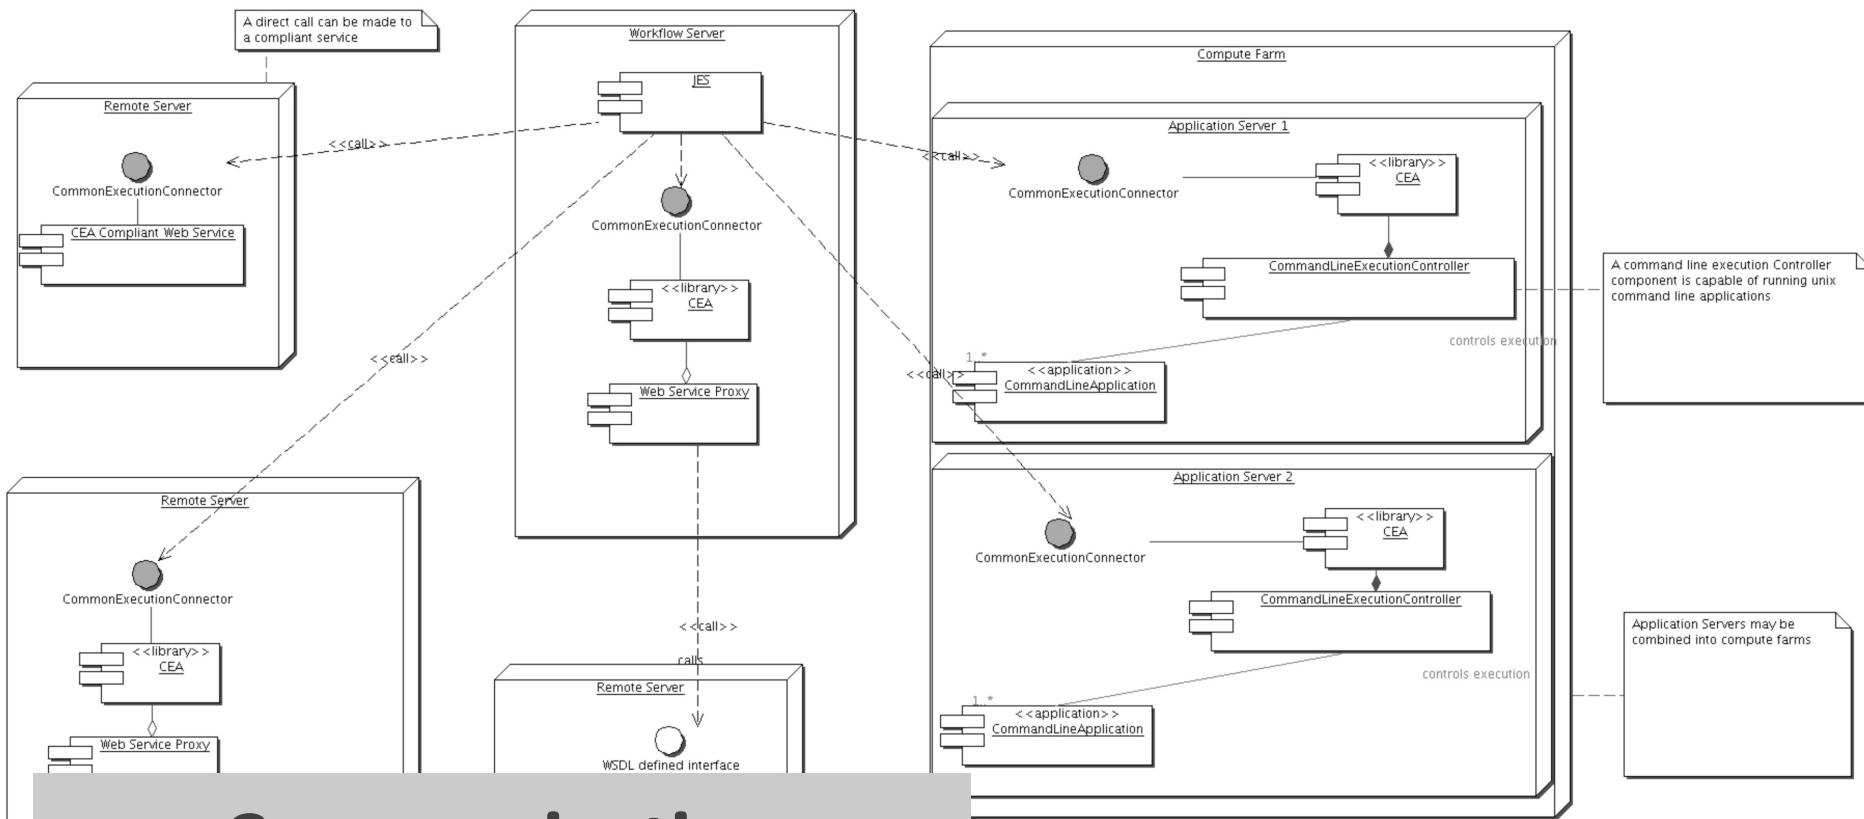 A direct call can be made to
a compliant service
Remote Server
<<call>>
CommonExecutionConnector
CEA Compliant Web Service
Workflow Server
JES
CommonExecutionConnector
<<library>>
CEA
Web Service Proxy
<<call>>
Compute Farm
Application Server 1
<<call>>
CommonExecutionConnector
<<library>>
CEA
CommandLineExecutionController
controls execution
1..*
<<application>>
CommandLineApplication
<<call>>
A command line execution Controller
component is capable of running unix
command line applications
Remote Server
CommonExecutionConnector
<<library>>
CEA
Web Service Proxy
<<call>>
calls
Remote Server
WSDL defined interface
Application Server 2
CommonExecutionConnector
<<library>>
CEA
CommandLineExecutionController
controls execution
1..*
<<application>>
CommandLineApplication
Application Servers may be
combined into compute farms